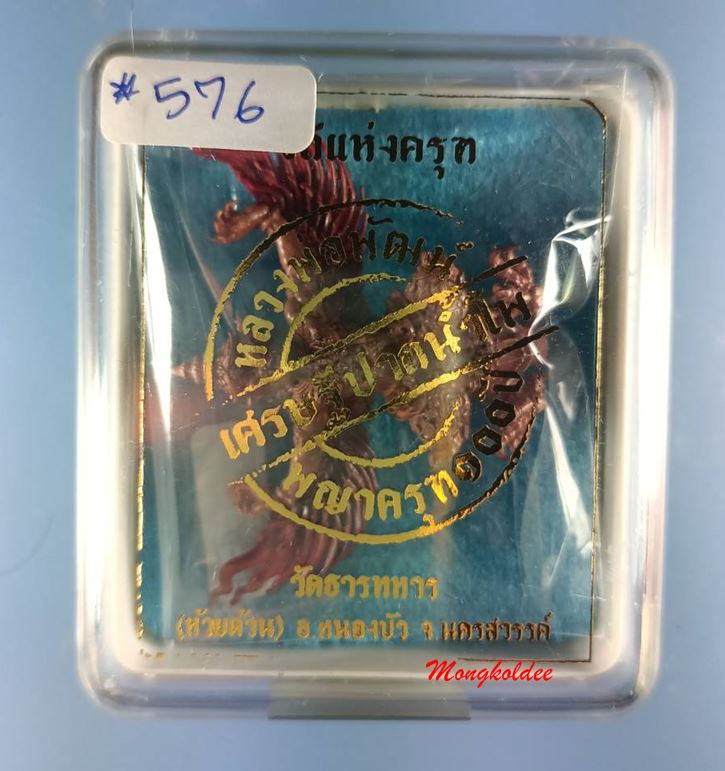 #576
แห่งครุฑ
หลวงพ่อพัฒน์
เศรษฐีปากน้ำโพ
พญาครุฑ ๑๐๐ปี
วัดธารทหาร
(ห้วยด้วน) อ.หนองบัว จ.นครสวรรค์
Mongkoldee